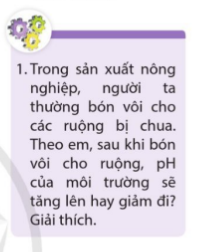 1. Trong sản xuất nông
nghiệp, người ta
thường bón vôi cho
các ruộng bị chua.
Theo em, sau khi bón
vôi cho ruộng, pH
của môi trường sẽ
tăng lên hay giảm đi?
Giải thích.